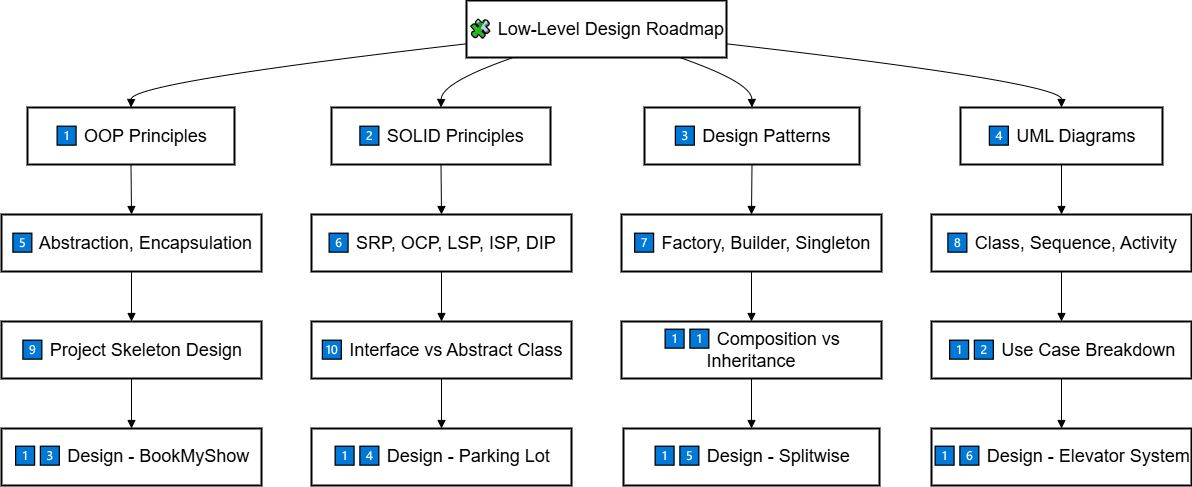 🧩 Low-Level Design Roadmap
1️⃣ OOP Principles
2️⃣ SOLID Principles
3️⃣ Design Patterns
4️⃣ UML Diagrams
5️⃣ Abstraction, Encapsulation
6️⃣ SRP, OCP, LSP, ISP, DIP
7️⃣ Factory, Builder, Singleton
8️⃣ Class, Sequence, Activity
9️⃣ Project Skeleton Design
🔟 Interface vs Abstract Class
1️⃣1️⃣ Composition vs
Inheritance
1️⃣2️⃣ Use Case Breakdown
1️⃣3️⃣ Design - BookMyShow
1️⃣4️⃣ Design - Parking Lot
1️⃣5️⃣ Design - Splitwise
1️⃣6️⃣ Design - Elevator System